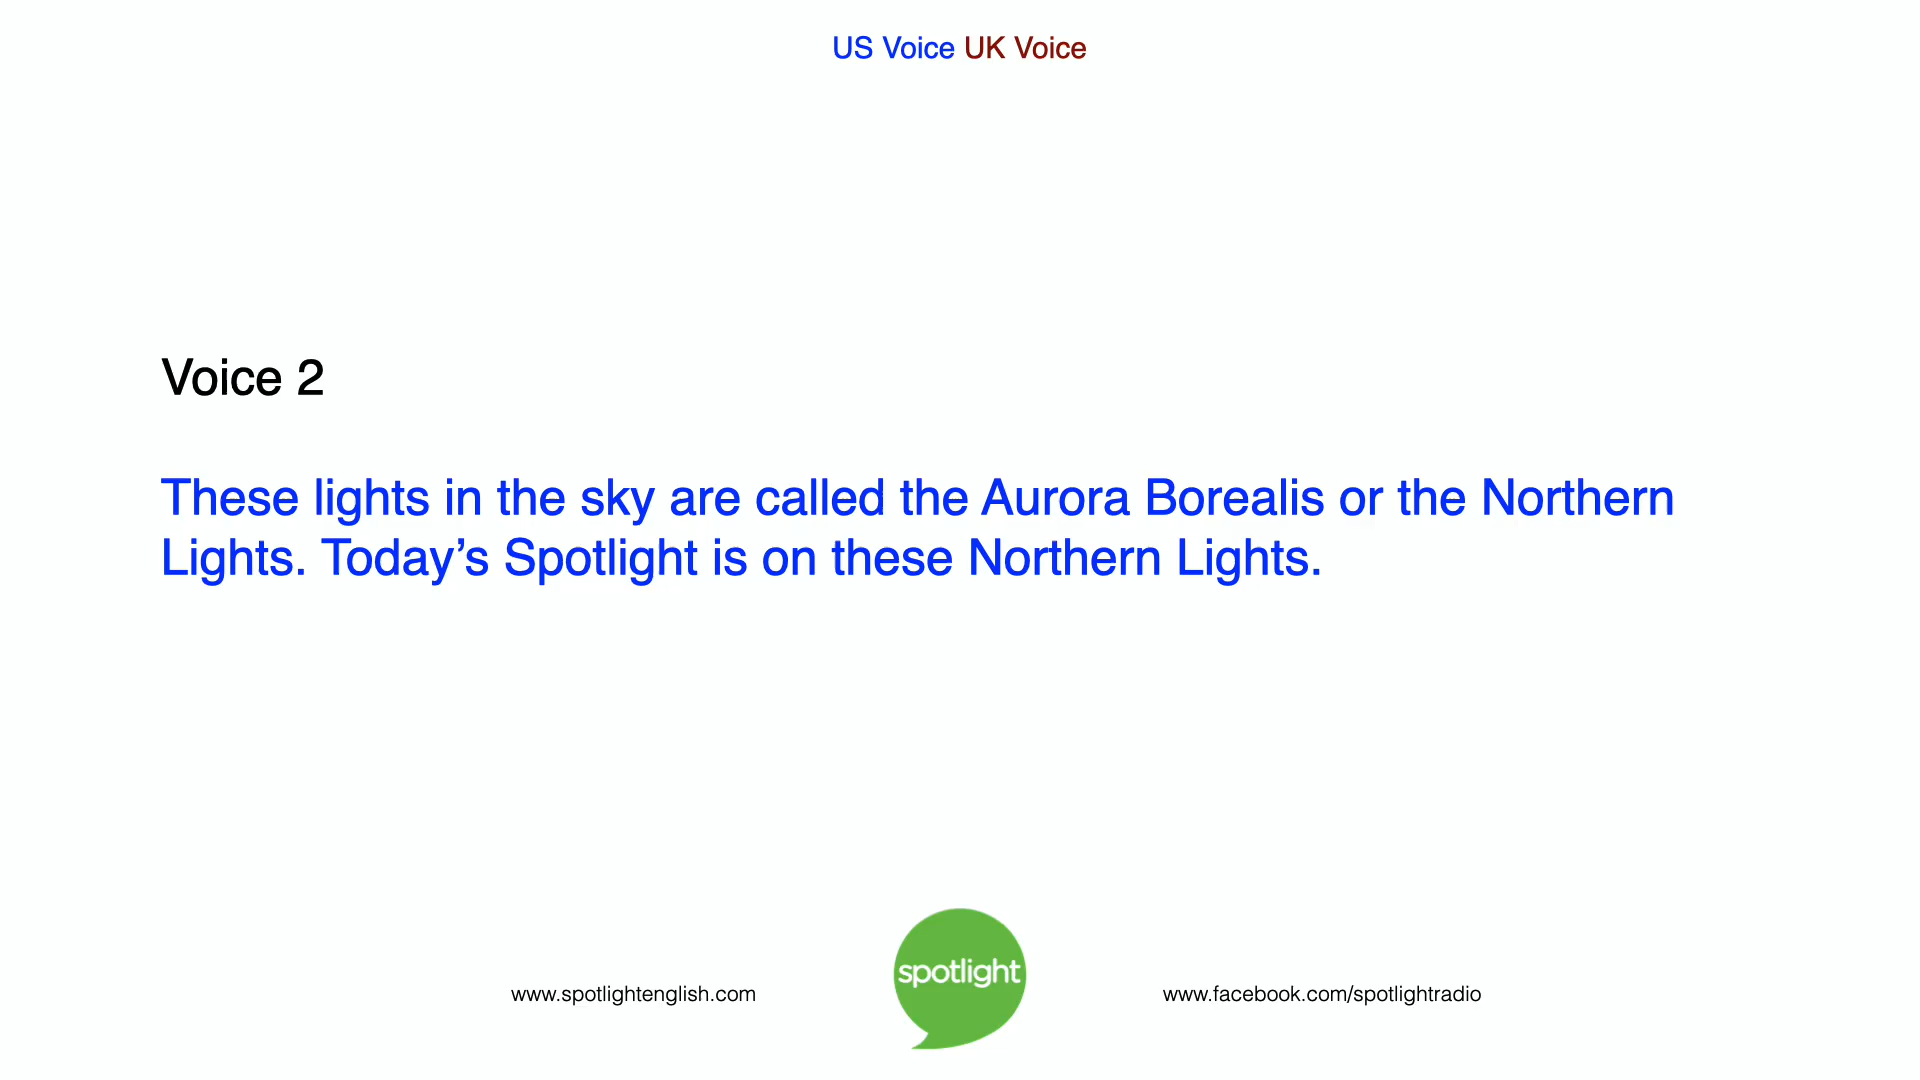 US Voice UK Voice
Voice 2
These lights in the sky are called the Aurora Borealis or the Northern
Lights. Today’s Spotlight is on these Northern Lights.
spotlight
www.spotlightenglish.com
www.facebook.com/spotlightradio